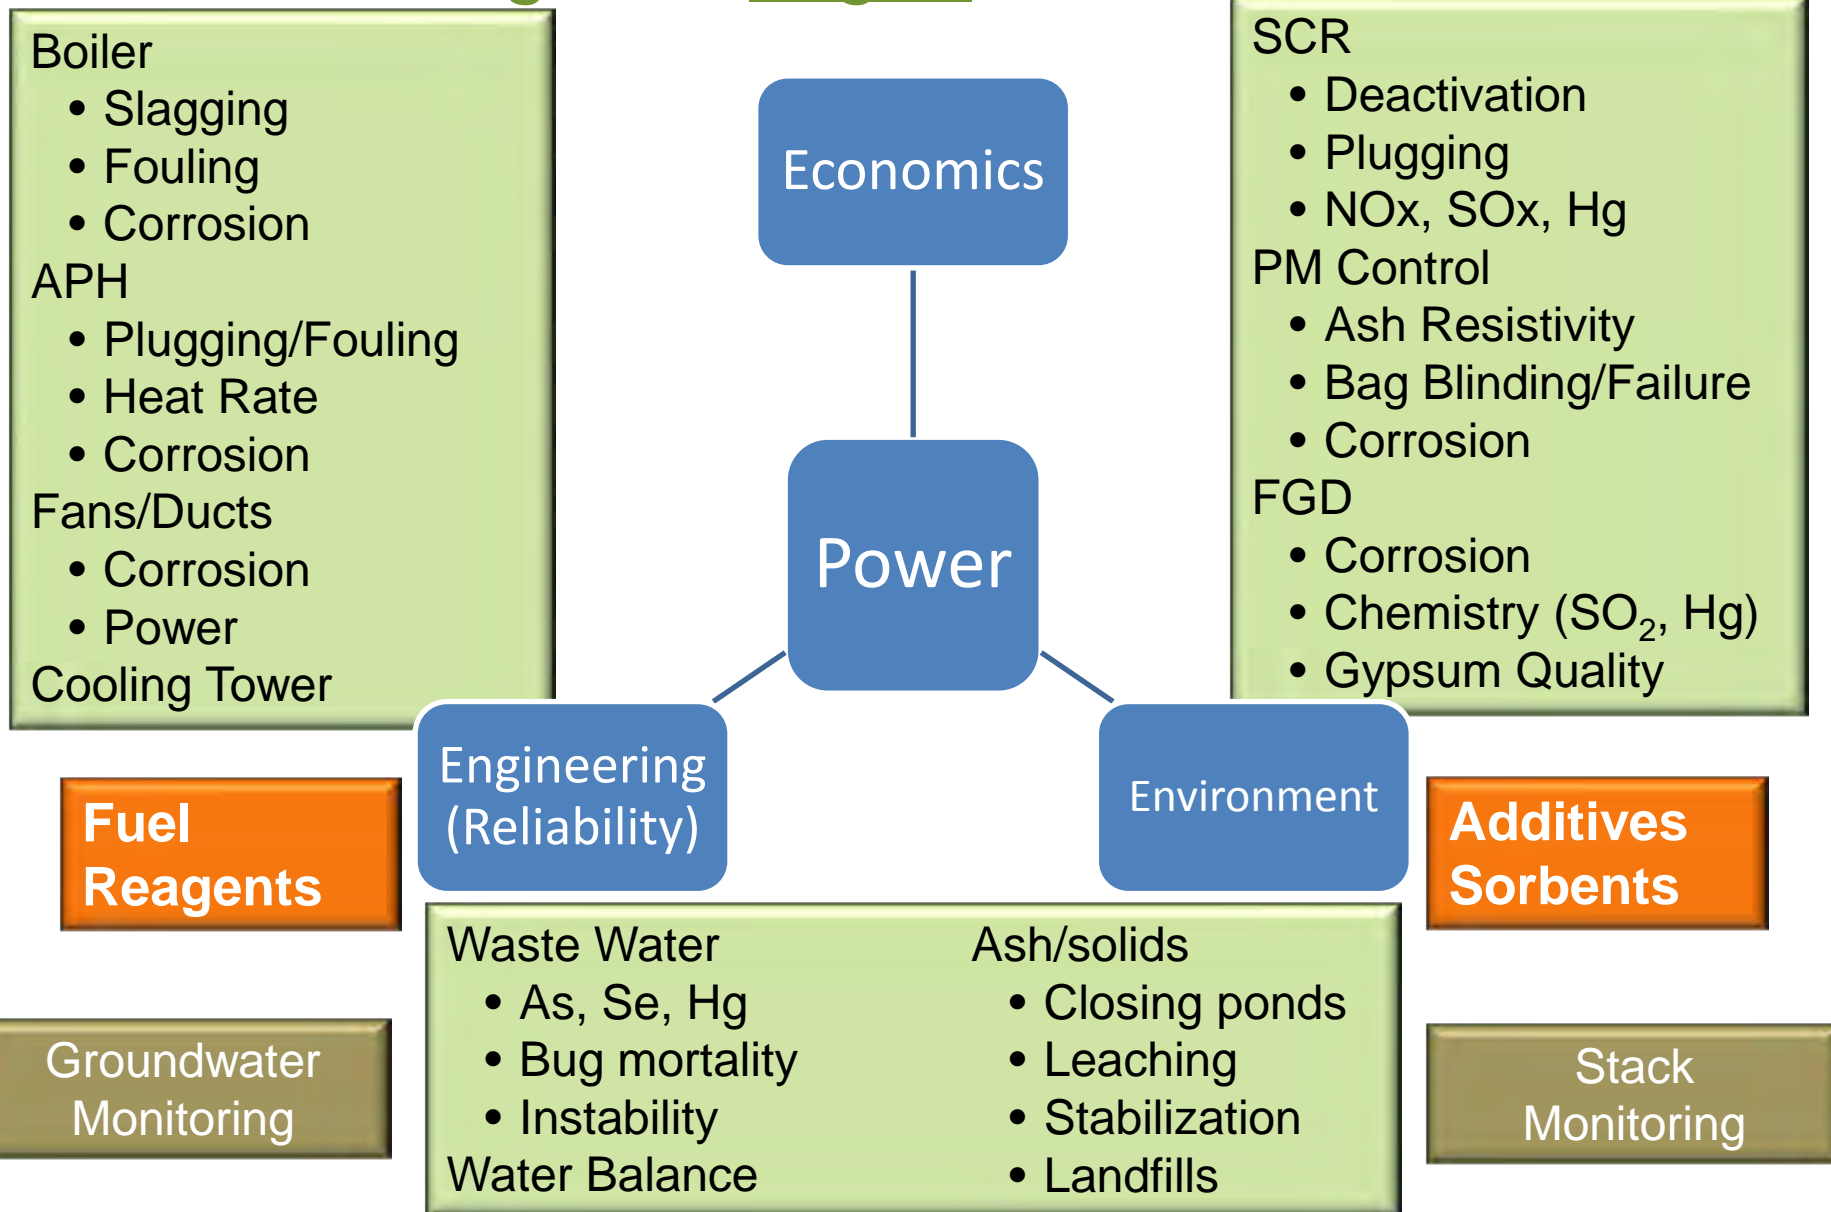 Boiler
• Slagging
• Fouling
• Corrosion
APH
• Plugging/Fouling
• Heat Rate
• Corrosion
Fans/Ducts
• Corrosion
• Power
Cooling Tower
Economics
Power
Engineering
(Reliability)
Environment
SCR
• Deactivation
• Plugging
• NOx, SOx, Hg
PM Control
• Ash Resistivity
• Bag Blinding/Failure
• Corrosion
FGD
• Corrosion
• Chemistry (SO₂, Hg)
• Gypsum Quality
Fuel
Reagents
Additives
Sorbents
Waste Water
• As, Se, Hg
• Bug mortality
• Instability
Water Balance
Ash/solids
• Closing ponds
• Leaching
• Stabilization
• Landfills
Groundwater
Monitoring
Stack
Monitoring